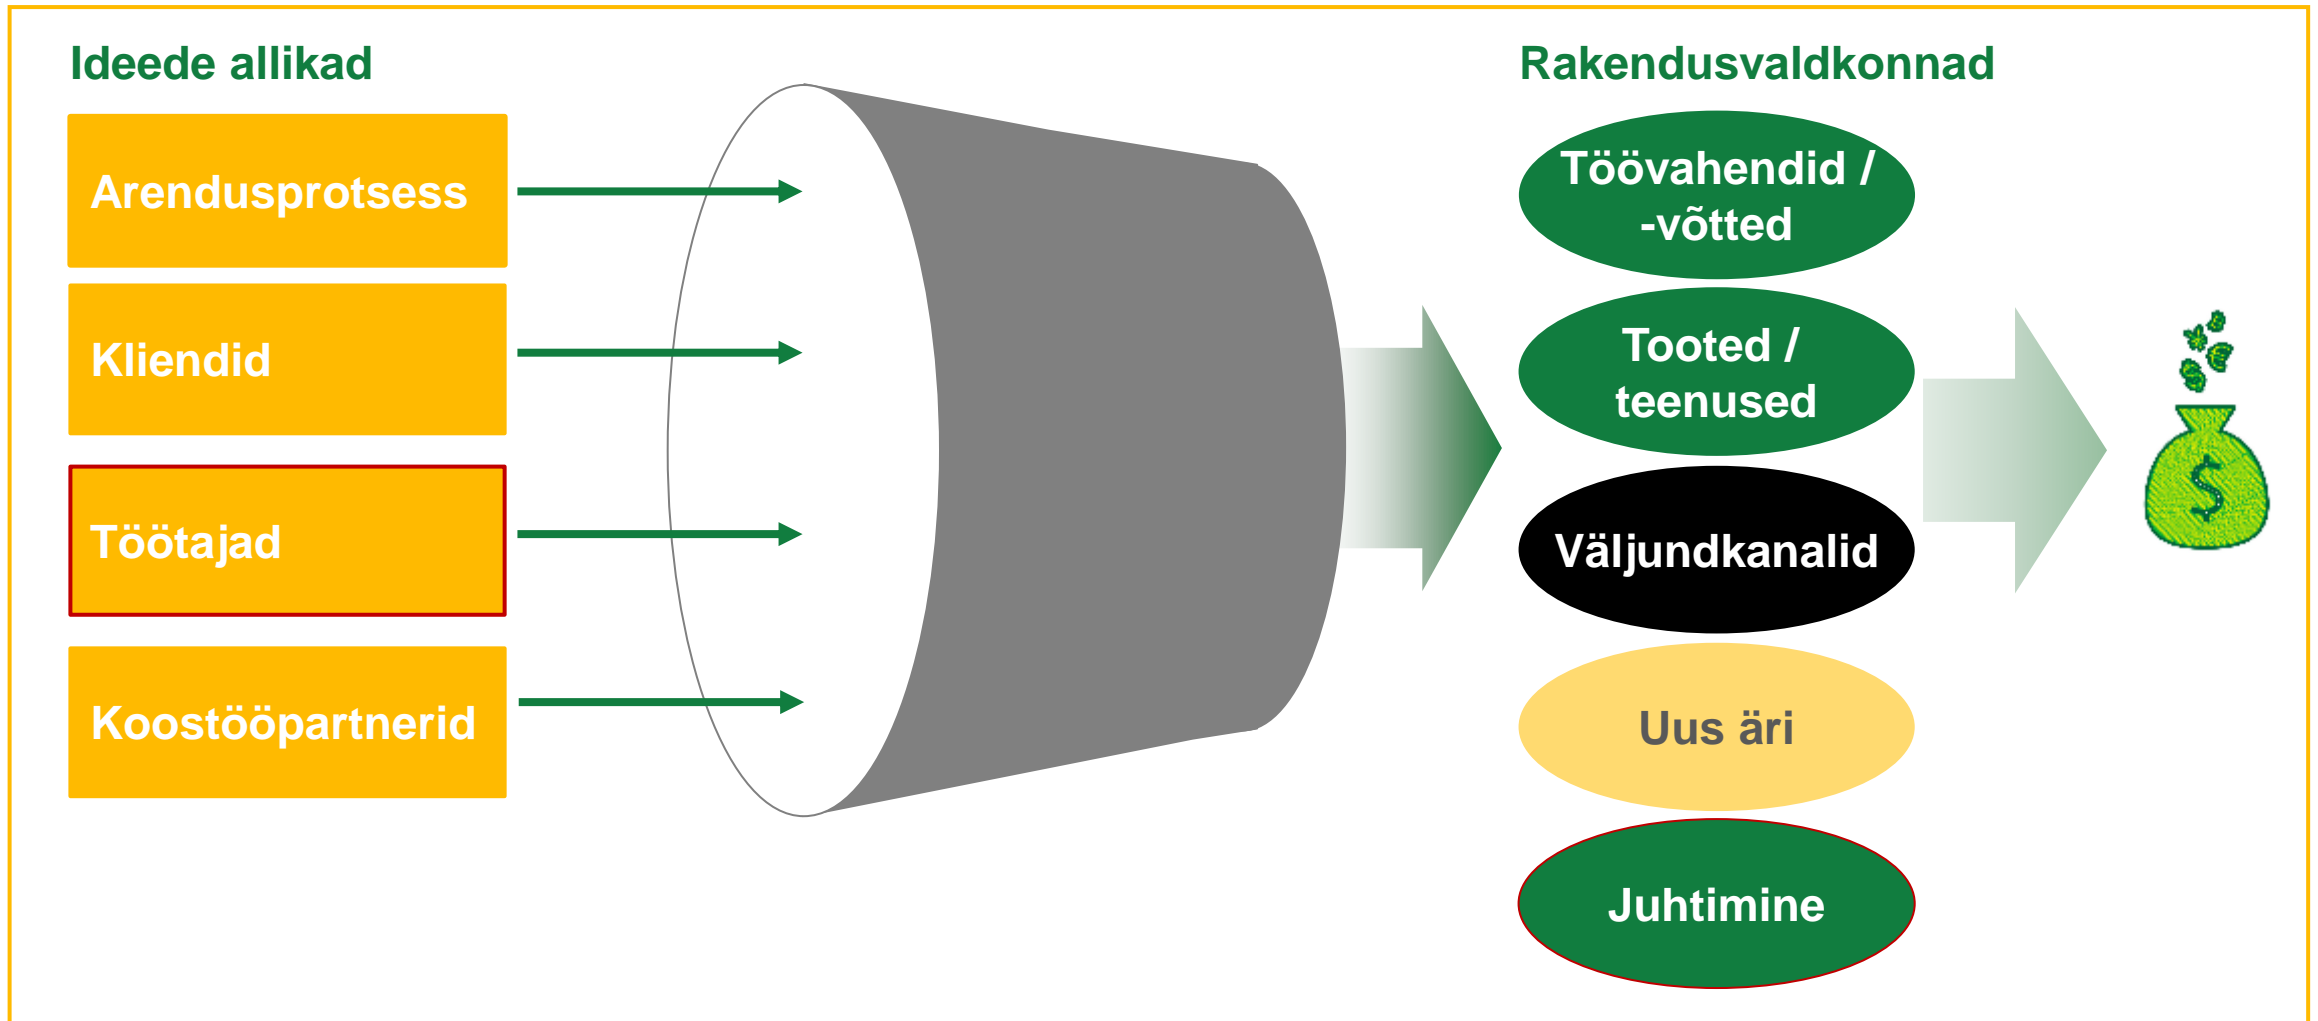 Ideede allikad
Arendusprotsess
Kliendid
Töötajad
Koostööpartnerid
Rakendusvaldkonnad
Töövahendid /
-võtted
Tooted /
teenused
Väljundkanalid
Uus äri
Juhtimine
$